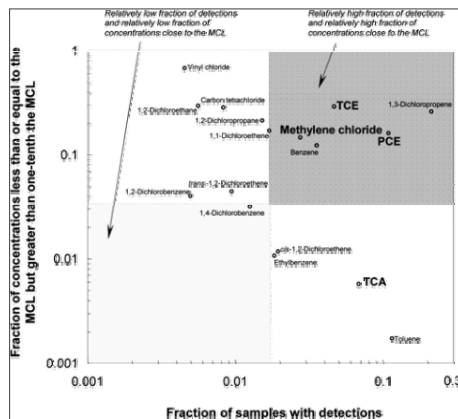 Relatively low fraction of detections
and relatively low fraction of
concentrations close to the MCL
Relatively high fraction of detections
and relatively high fraction of
concentrations close to the MCL
Fraction of concentrations less than or equal to the
MCL but greater than one-tenth the MCL
1
0.1
0.01
0.001
Vinyl chloride
Carbon tetrachloride
1,2-Dichloroethane
1,2-Dichloropropane
1,1-Dichloroethene
TCE
1,3-Dichloropropene
Methylene chloride
PCE
Benzene
trans-1,2-Dichloroethene
1,2-Dichlorobenzene
1,4-Dichlorobenzene
cis-1,2-Dichloroethene
Ethylbenzene
TCA
Toluene
0.001
0.01
0.1
0.3
Fraction of samples with detections